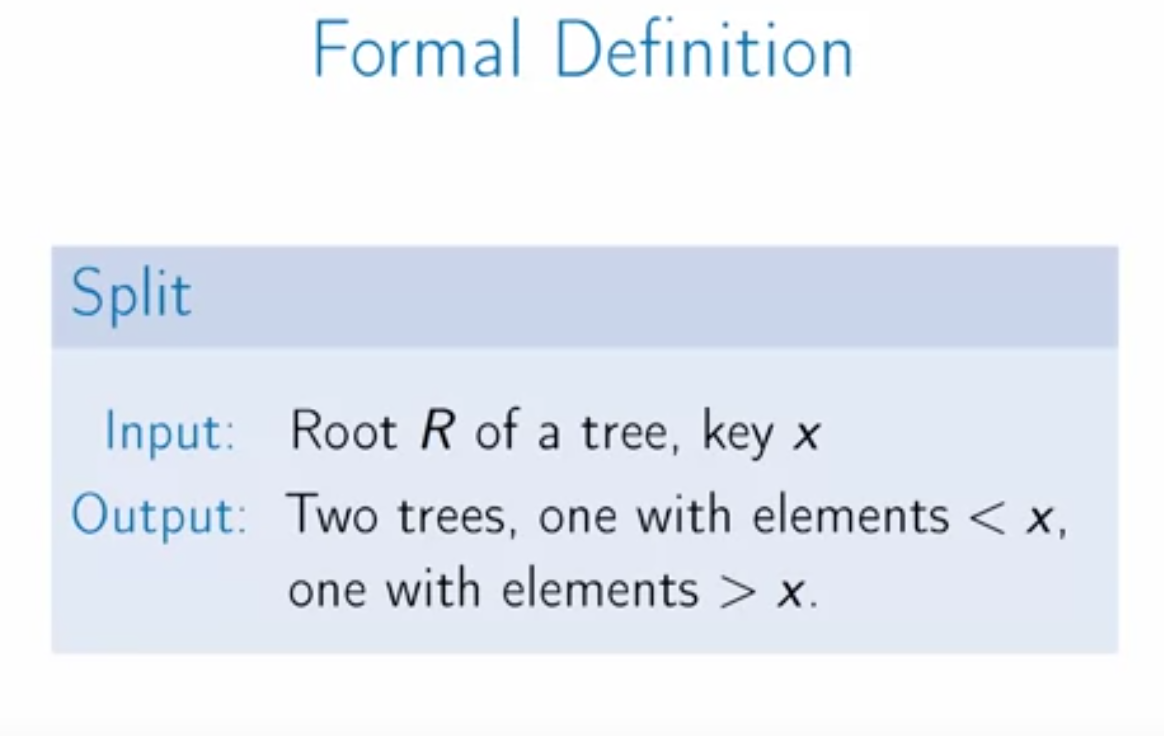 Formal Definition
Split
Input: Root R of a tree, key x
Output: Two trees, one with elements < x,
one with elements > x.